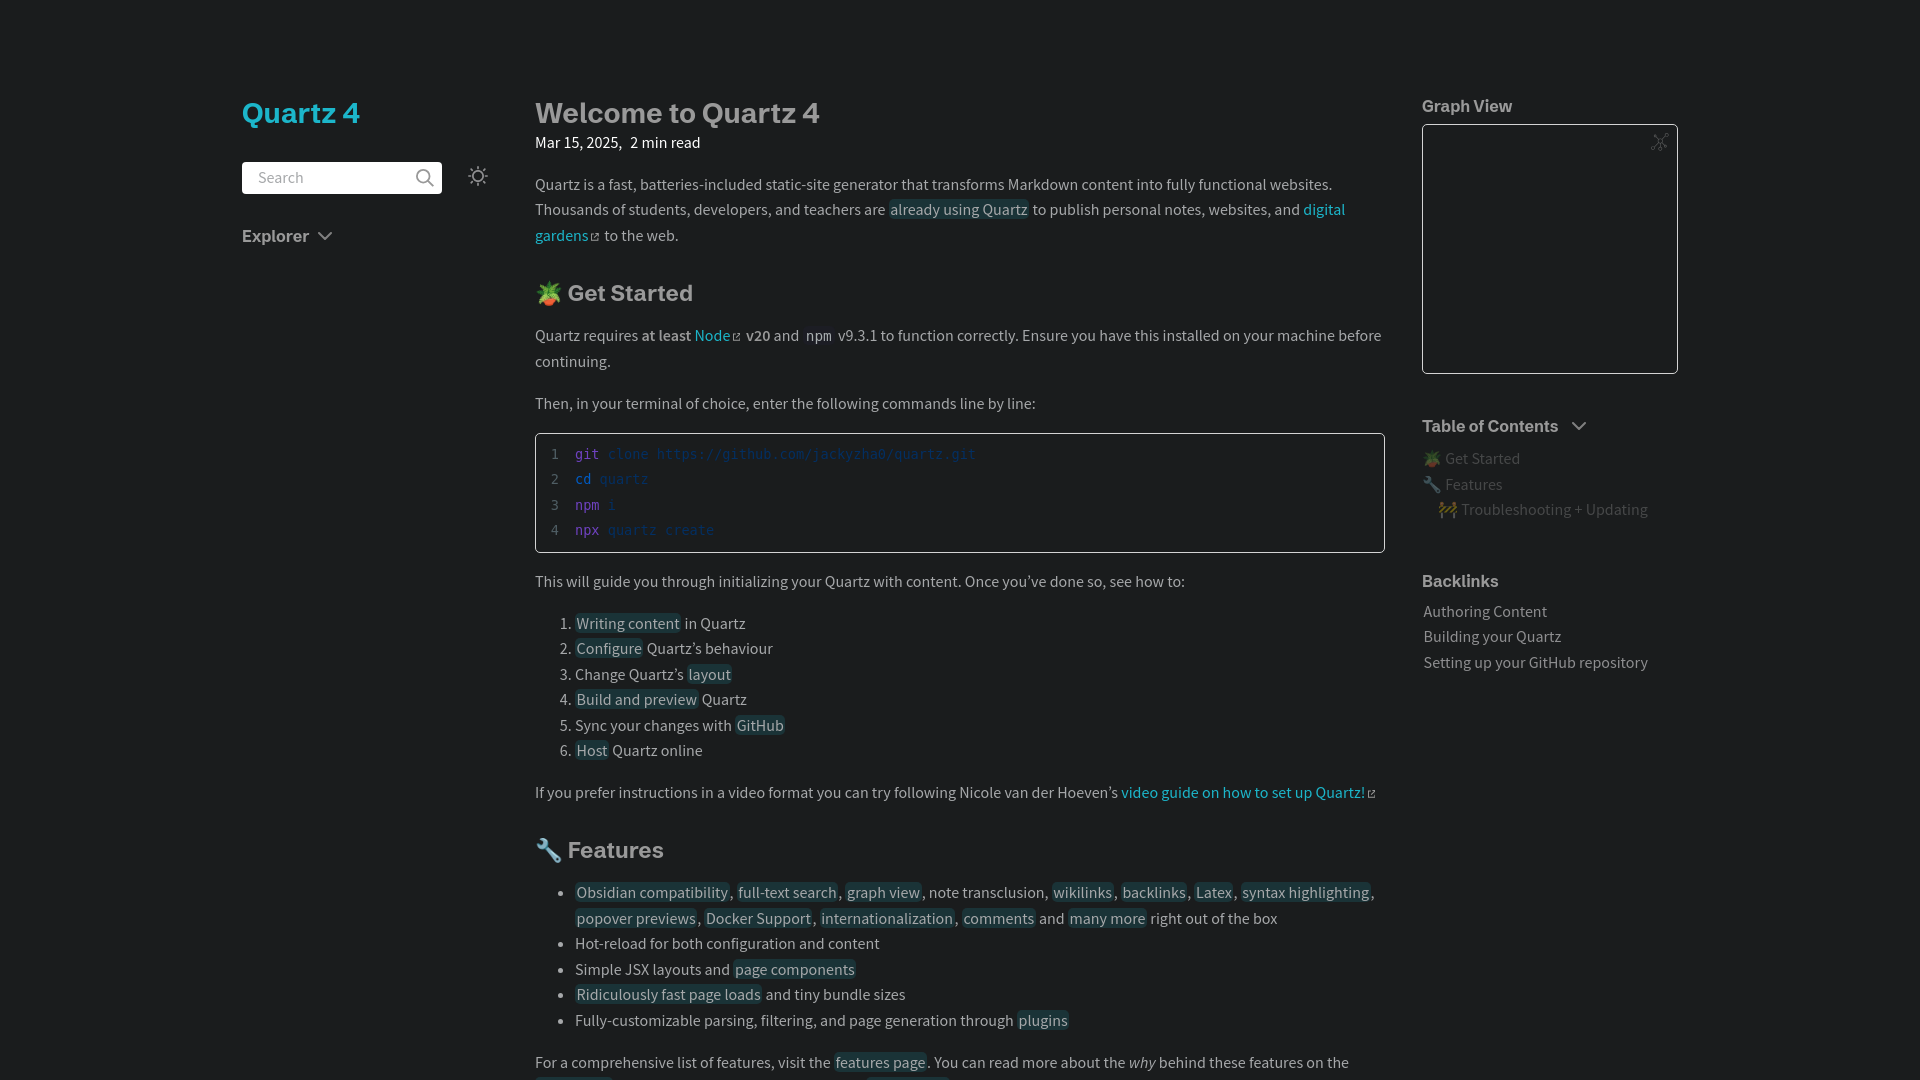 Quartz 4
Search
Explorer
Welcome to Quartz 4
Mar 15, 2025, 2 min read
Quartz is a fast, batteries-included static-site generator that transforms Markdown content into fully functional websites.
Thousands of students, developers, and teachers are already using Quartz to publish personal notes, websites, and digital
gardens to the web.
🪴 Get Started
Quartz requires at least Node v20 and npm v9.3.1 to function correctly. Ensure you have this installed on your machine before
continuing.
Then, in your terminal of choice, enter the following commands line by line:
1 git clone https://github.com/jackyzha0/quartz.git
2 cd quartz
3 npm i
4 npx quartz create
This will guide you through initializing your Quartz with content. Once you’ve done so, see how to:
1. Writing content in Quartz
2. Configure Quartz’s behaviour
3. Change Quartz’s layout
4. Build and preview Quartz
5. Sync your changes with GitHub
6. Host Quartz online
If you prefer instructions in a video format you can try following Nicole van der Hoeven’s video guide on how to set up Quartz!
🔧 Features
• Obsidian compatibility, full-text search, graph view, note transclusion, wikilinks, backlinks, Latex, syntax highlighting,
popover previews, Docker Support, internationalization, comments and many more right out of the box
• Hot-reload for both configuration and content
• Simple JSX layouts and page components
• Ridiculously fast page loads and tiny bundle sizes
• Fully-customizable parsing, filtering, and page generation through plugins
For a comprehensive list of features, visit the features page. You can read more about the why behind these features on the
Graph View
Table of Contents
🪴 Get Started
🔧 Features
🚧 Troubleshooting + Updating
Backlinks
Authoring Content
Building your Quartz
Setting up your GitHub repository